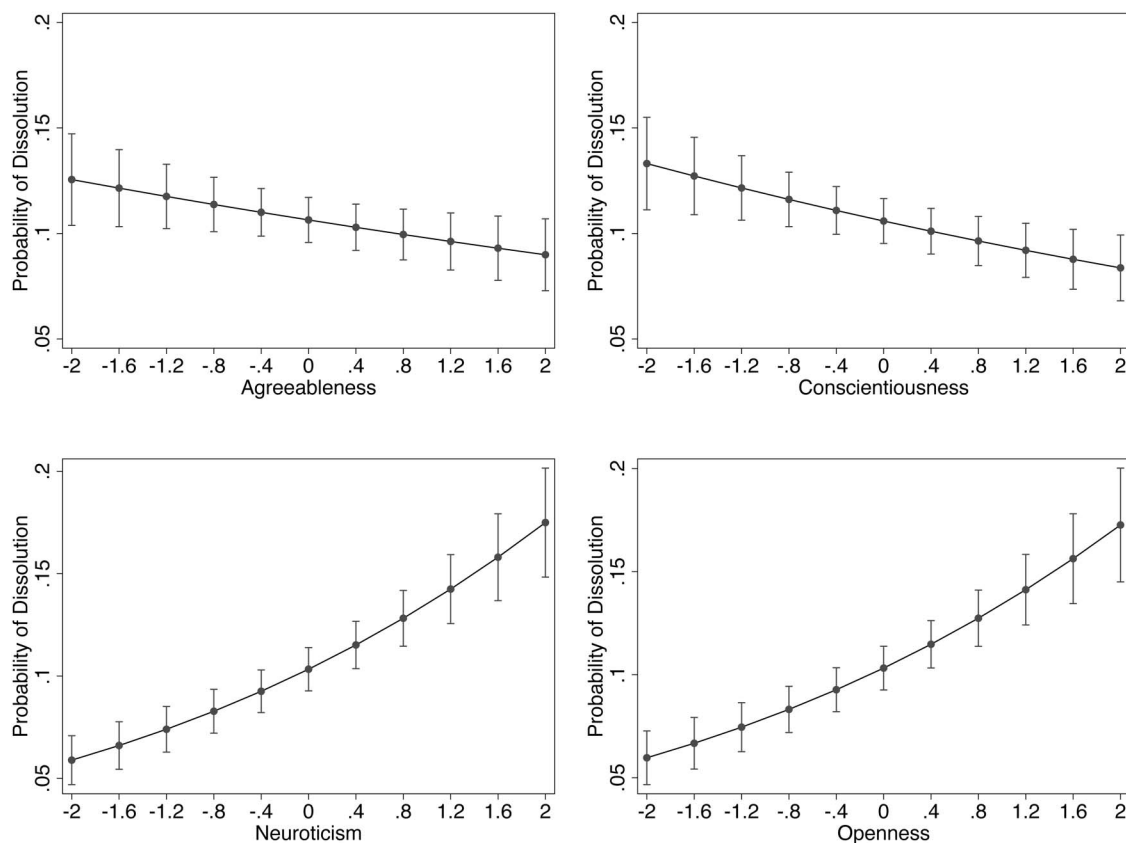 Probability of Dissolution
.2
.15
.1
.05
-2 -1.6 -1.2 -.8 -.4 0 .4 .8 1.2 1.6 2
Agreeableness
Probability of Dissolution
.2
.15
.1
.05
-2 -1.6 -1.2 -.8 -.4 0 .4 .8 1.2 1.6 2
Conscientiousness
Probability of Dissolution
.2
.15
.1
.05
-2 -1.6 -1.2 -.8 -.4 0 .4 .8 1.2 1.6 2
Neuroticism
Probability of Dissolution
.2
.15
.1
.05
-2 -1.6 -1.2 -.8 -.4 0 .4 .8 1.2 1.6 2
Openness